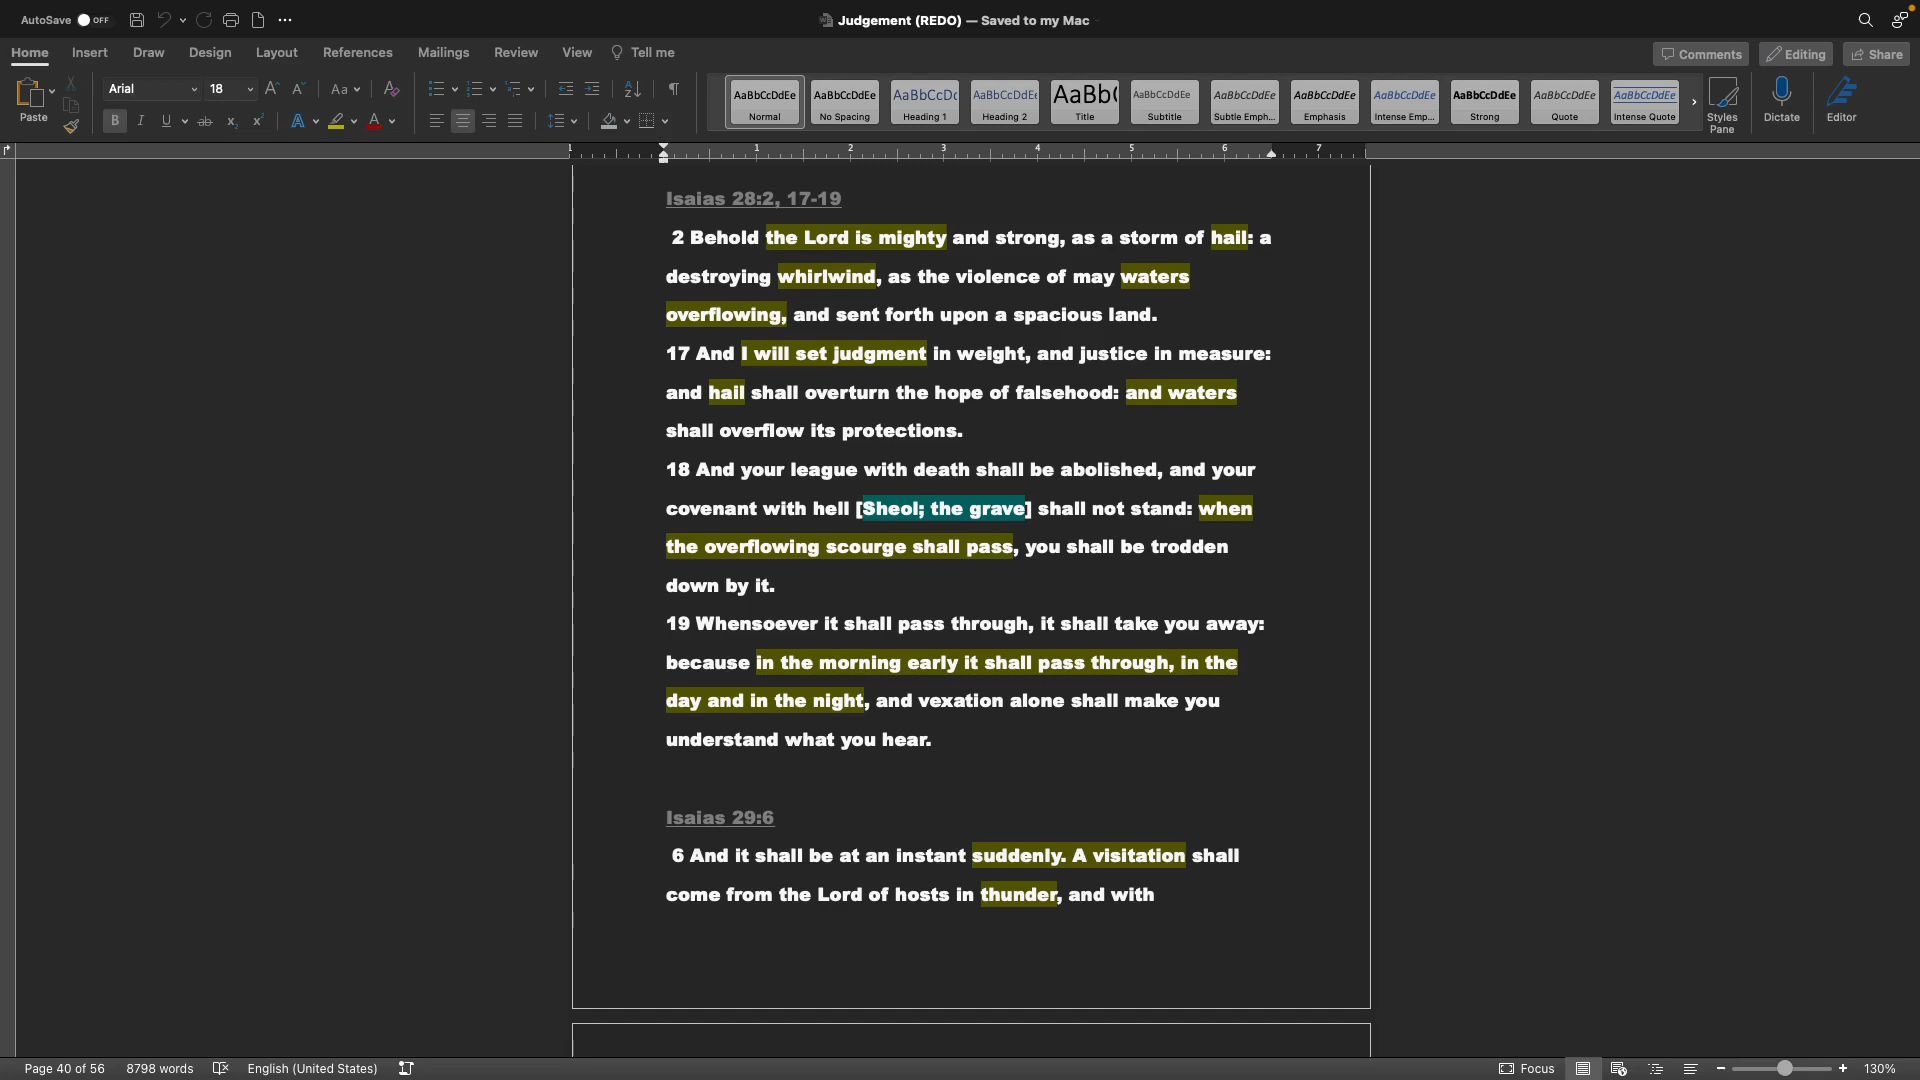 AutoSave OFF
Judgement (REDO) — Saved to my Mac
Home Insert Draw Design Layout References Mailings Review View Tell me
Comments Editing Share
Paste
Arial 18
Aa
AaBbCcDdEe AaBbCcDdEe AaBbCcDc AaBbCcDdEe AaBb( AaBbCcDdEe AaBbCcDdEe AaBbCcDdEe AaBbCcDdEe AaBbCcDdEe AaBbCcDdEe AaBbCcDdEe
Normal No Spacing Heading 1 Heading 2 Title Subtitle Subtle Emph... Emphasis Intense Emp... Strong Quote Intense Quote
Styles Pane
Dictate
Editor
1 1 2 3 4 5 6 7
Isaias 28:2, 17-19
2 Behold the Lord is mighty and strong, as a storm of hail: a
destroying whirlwind, as the violence of may waters
overflowing, and sent forth upon a spacious land.
17 And I will set judgment in weight, and justice in measure:
and hail shall overturn the hope of falsehood: and waters
shall overflow its protections.
18 And your league with death shall be abolished, and your
covenant with hell [Sheol; the grave] shall not stand: when
the overflowing scourge shall pass, you shall be trodden
down by it.
19 Whensoever it shall pass through, it shall take you away:
because in the morning early it shall pass through, in the
day and in the night, and vexation alone shall make you
understand what you hear.
Isaias 29:6
6 And it shall be at an instant suddenly. A visitation shall
come from the Lord of hosts in thunder, and with
Page 40 of 56 8798 words English (United States) Focus 130%